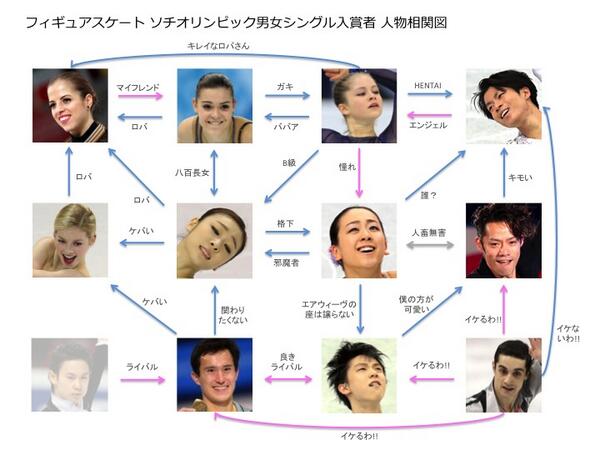 フィギュアスケート ソチオリンピック男女シングル入賞者 人物相関図
キレイなロバさん
マイフレンド
ロバ
ガキ
ババア
HENTAI
エンジェル
八百長女
B級
憧れ
誰？
キモい
ロバ
ロバ
ケバい
格下
邪魔者
人畜無害
ケバい
関わり
たくない
エアウィーヴの
座は譲らない
僕の方が
可愛い
イケるわ!!
イケな
いわ!!
ライバル
良き
ライバル
イケるわ!!
イケるわ!!